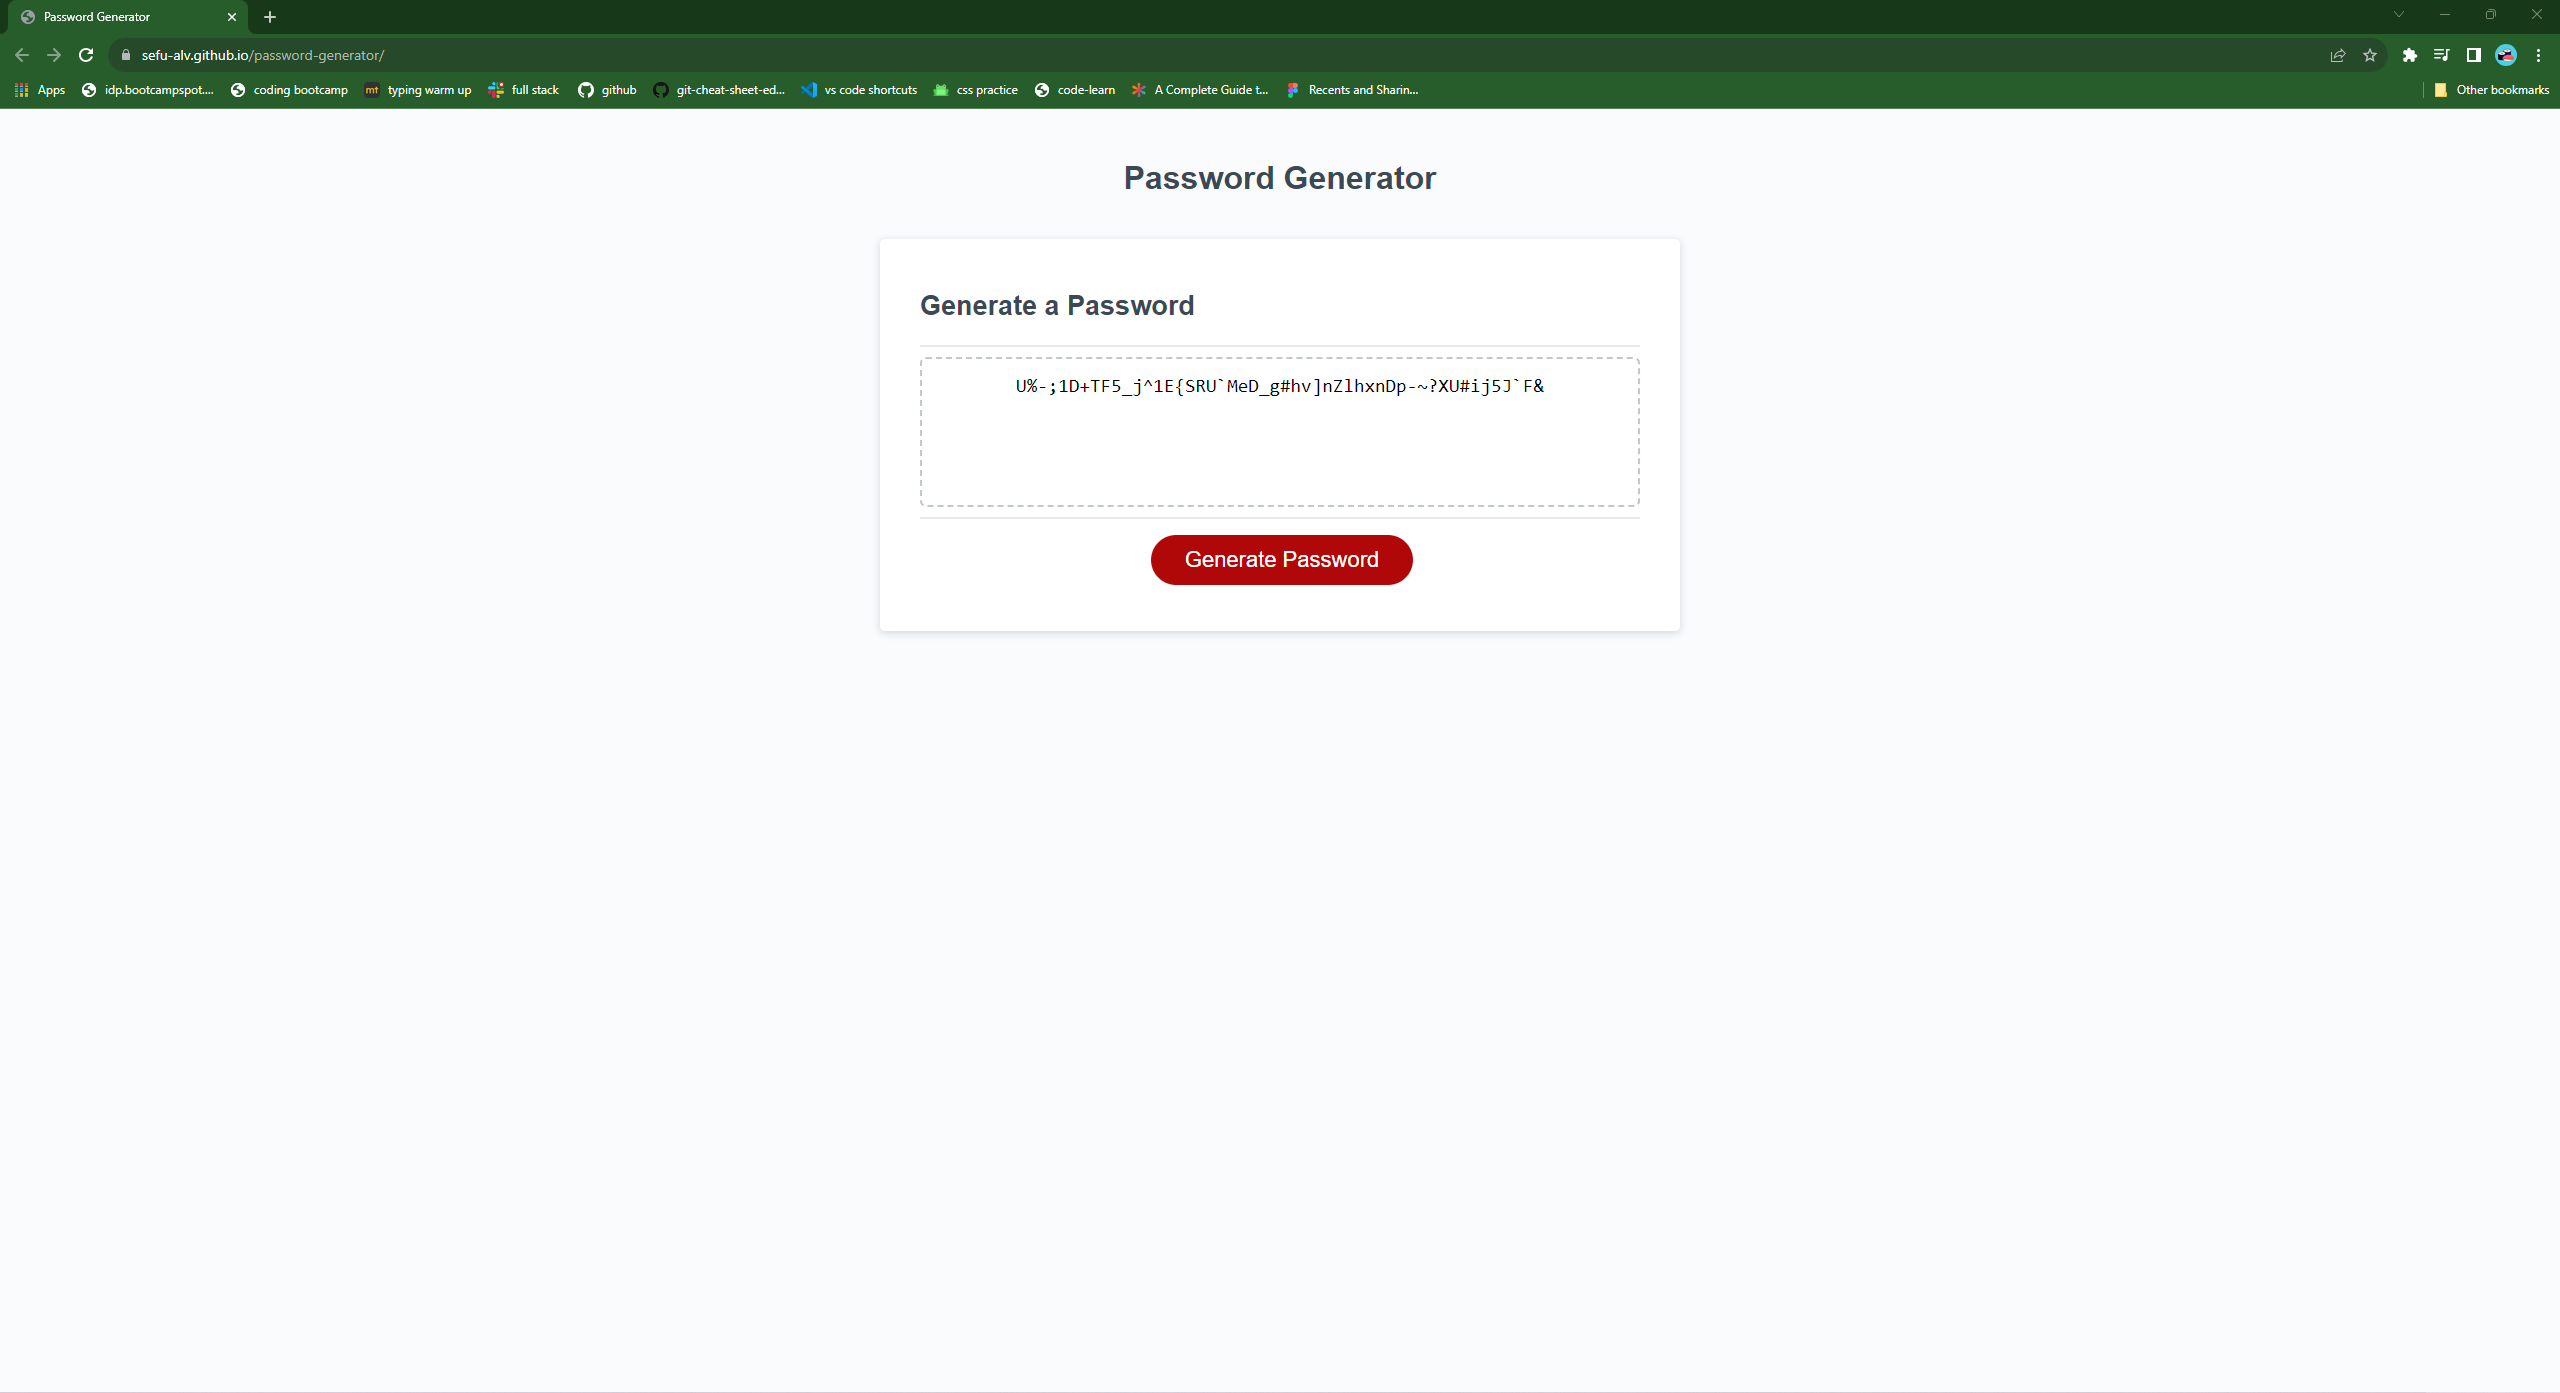 Password Generator
sefu-alv.github.io/password-generator/
Apps idp.bootcampspot.... coding bootcamp mt typing warm up full stack github git-cheat-sheet-ed... vs code shortcuts css practice code-learn A Complete Guide t... Recents and Sharin... Other bookmarks
Password Generator
Generate a Password
U%-;1D+TF5_j^1E{SRU`MeD_g#hv]nZlhxnDp-~?XU#ij5J`F&
Generate Password